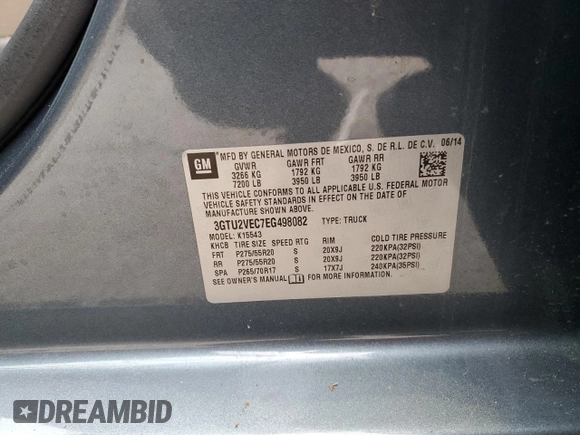 GM
*MFD BY GENERAL MOTORS DE MEXICO, S. DE R.L. DE C.V. 06/14
GVWR GAWR FRT GAWR RR
3266 KG 1792 KG 1792 KG
7200 LB 3950 LB 3950 LB
THIS VEHICLE CONFORMS TO ALL APPLICABLE U.S. FEDERAL MOTOR
VEHICLE SAFETY STANDARDS IN EFFECT ON THE DATE OF
MANUFACTURE SHOWN ABOVE.
3GTU2VEC7EG498082 TYPE: TRUCK
MODEL: K15543
KHCB TIRE SIZE SPEED RTG RIM COLD TIRE PRESSURE
FRT P275/55R20 S 20X9J 220KPA(32PSI)
RR P275/55R20 S 20X9J 220KPA(32PSI)
SPA P265/70R17 S 17X7J 240KPA(35PSI)
SEE OWNER'S MANUAL FOR MORE INFORMATION.
DREAMBID